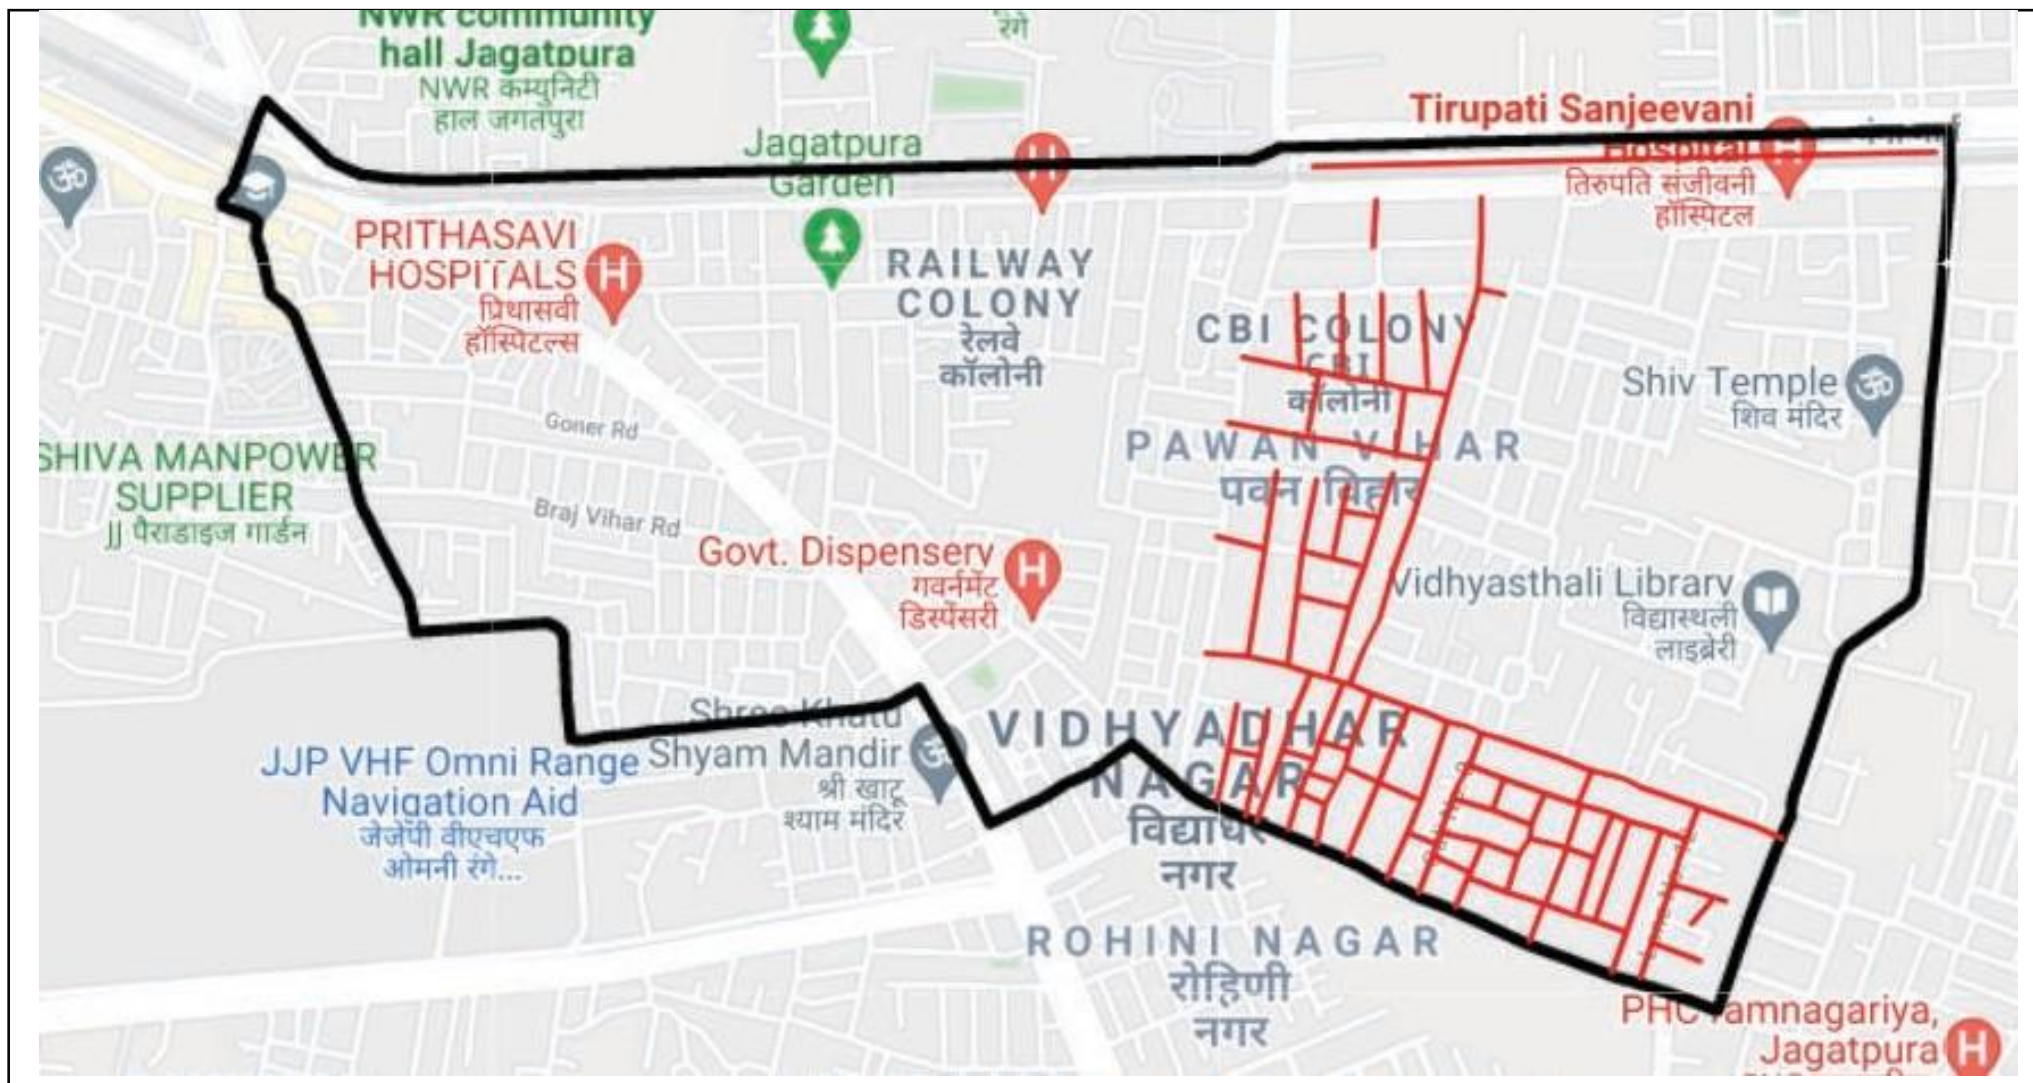 NWR community
hall Jagatpura
NWR कम्युनिटी
हाल जगतपुरा
रंगे
Jagatpura
Garden
Tirupati Sanjeevani
Hospital
तिरुपति संजीवनी
हॉस्पिटल
PRITHASAVI
HOSPITALS
प्रिथासवी
हॉस्पिटल्स
RAILWAY
COLONY
रेलवे
कॉलोनी
CBI COLONY
CBI
कॉलोनी
Shiv Temple
शिव मंदिर
Goner Rd
PAWAN VIHAR
पवन विहार
SHIVA MANPOWER
SUPPLIER
JJ पैराडाइज गार्डन
Braj Vihar Rd
Govt. Dispensery
गवर्नमेंट
डिस्पेंसरी
Vidhyasthali Library
विद्यास्थली
लाइब्रेरी
Shree Khatu
Shyam Mandir
श्री खाटू
श्याम मंदिर
VIDHYADHAR
NAGAR
विद्याधर
नगर
JJP VHF Omni Range
Navigation Aid
जेजेपी वीएचएफ
ओमनी रंगे...
ROHINI NAGAR
रोहिणी
नगर
PHC
amnagariya,
Jagatpura